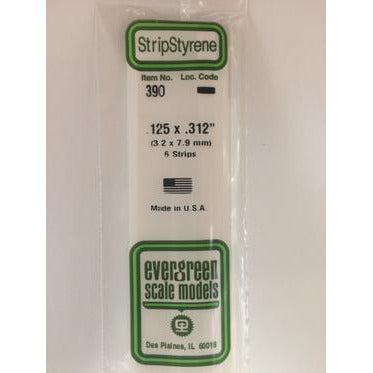 StripStyrene
Item No. Loc. Code
390
.125 x .312"
(3.2 x 7.9 mm)
6 Strips
Made in U.S.A.
evergreen
scale models
Des Plaines, IL 60018